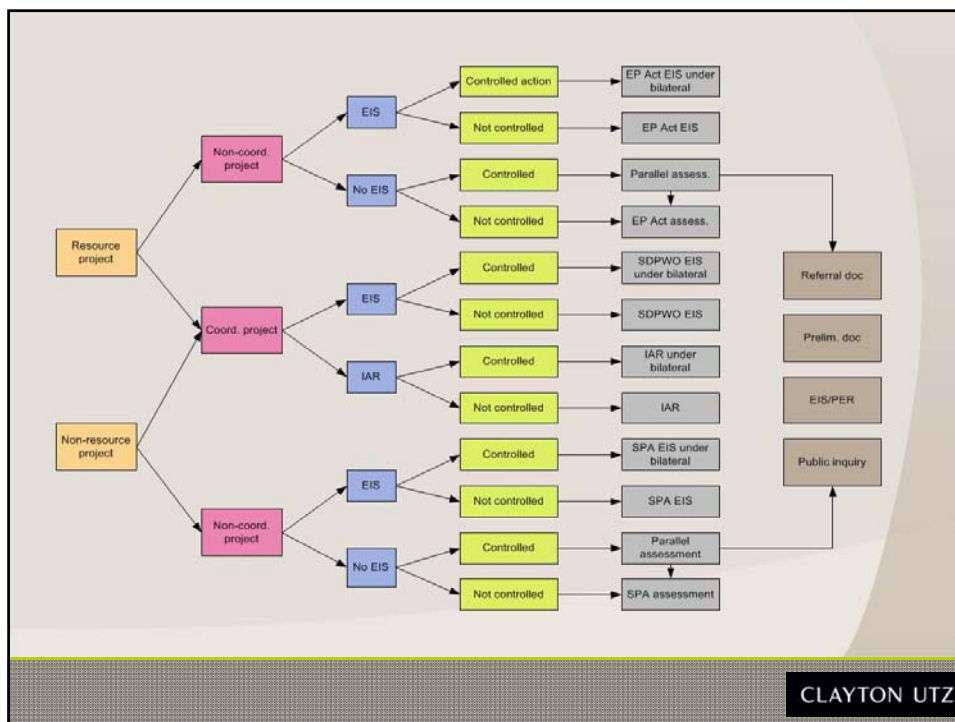 Resource
project
Non-resource
project
Non-coord.
project
Coord. project
Non-coord.
project
EIS
No EIS
EIS
IAR
EIS
No EIS
Controlled action
Not controlled
Controlled
Not controlled
Controlled
Not controlled
Controlled
Not controlled
Controlled
Not controlled
Controlled
Not controlled
EP Act EIS under
bilateral
EP Act EIS
Parallel assess.
EP Act assess.
SDPWO EIS
under bilateral
SDPWO EIS
IAR under
bilateral
IAR
SPA EIS under
bilateral
SPA EIS
Parallel
assessment
SPA assessment
Referral doc
Prelim. doc
EIS/PER
Public inquiry
CLAYTON UTZ